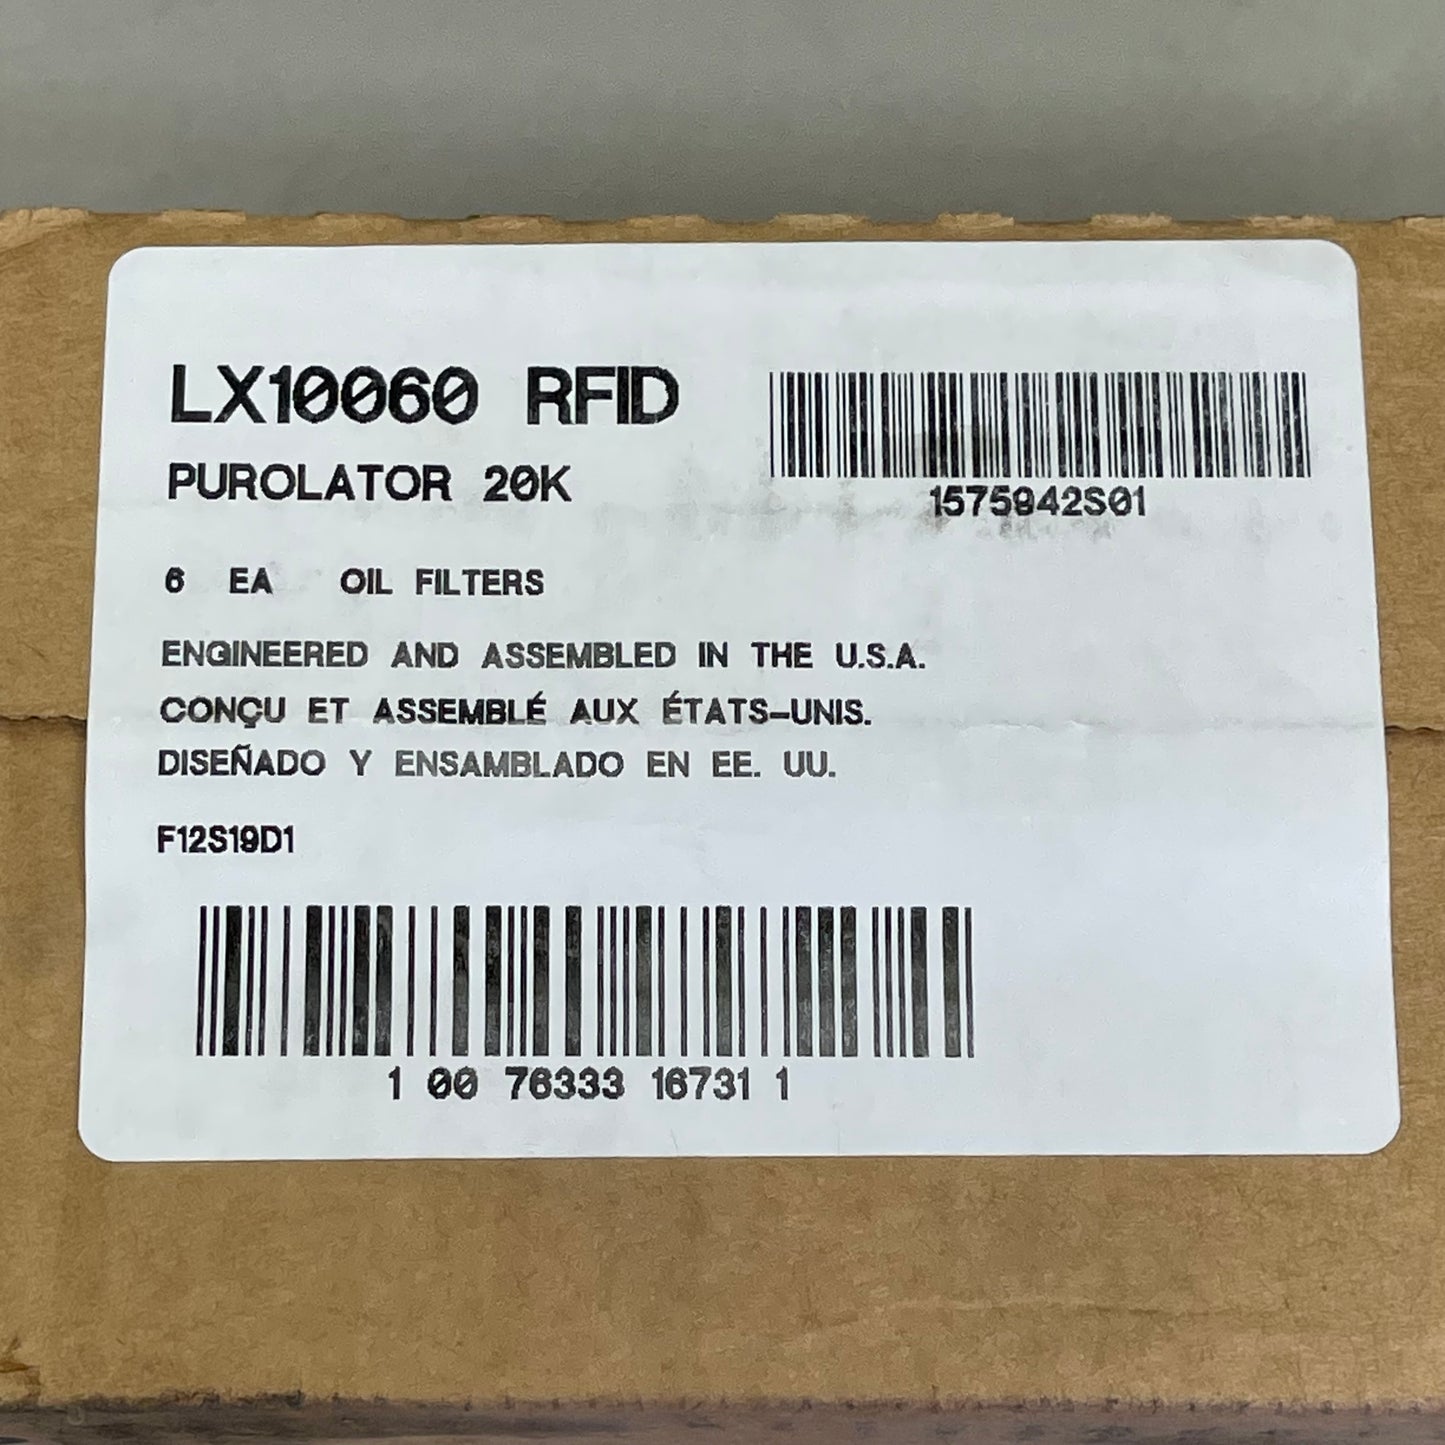 LX10060 RFID
PUROLATOR 20K
1575942S01
6 EA OIL FILTERS
ENGINEERED AND ASSEMBLED IN THE U.S.A.
CONÇU ET ASSEMBLÉ AUX ÉTATS-UNIS.
DISEÑADO Y ENSAMBLADO EN EE. UU.
F12S19D1
1 00 76333 16731 1